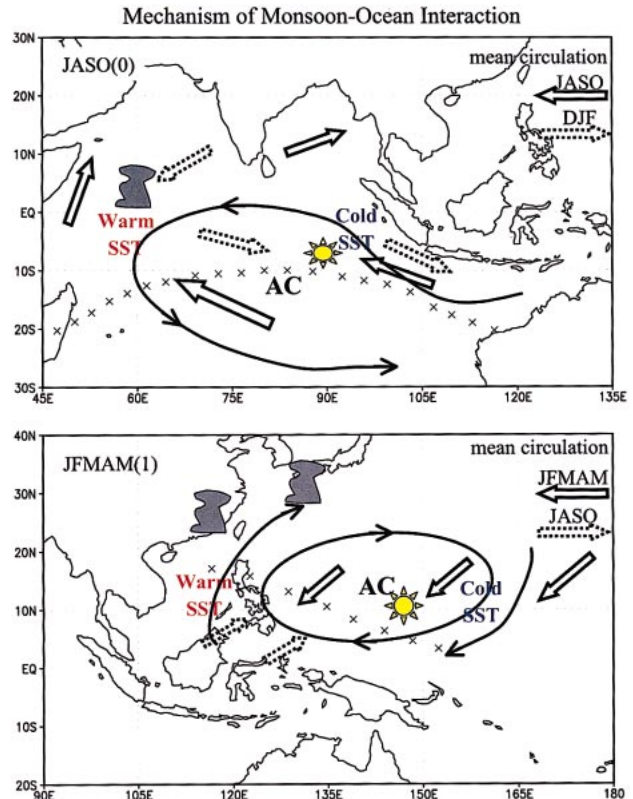 Mechanism of Monsoon-Ocean Interaction
30N
JASO(0)
mean circulation
JASO
20N
DJF
10N
EQ
Warm
SST
Cold
SST
10S
AC
20S
30S
45E 60E 75E 90E 105E 120E 135E
40N
JFMAM(1)
mean circulation
JFMAM
30N
JASO
20N
Warm
SST
AC
Cold
SST
10N
EQ
10S
20S
90E 105E 120E 135E 150E 165E 180